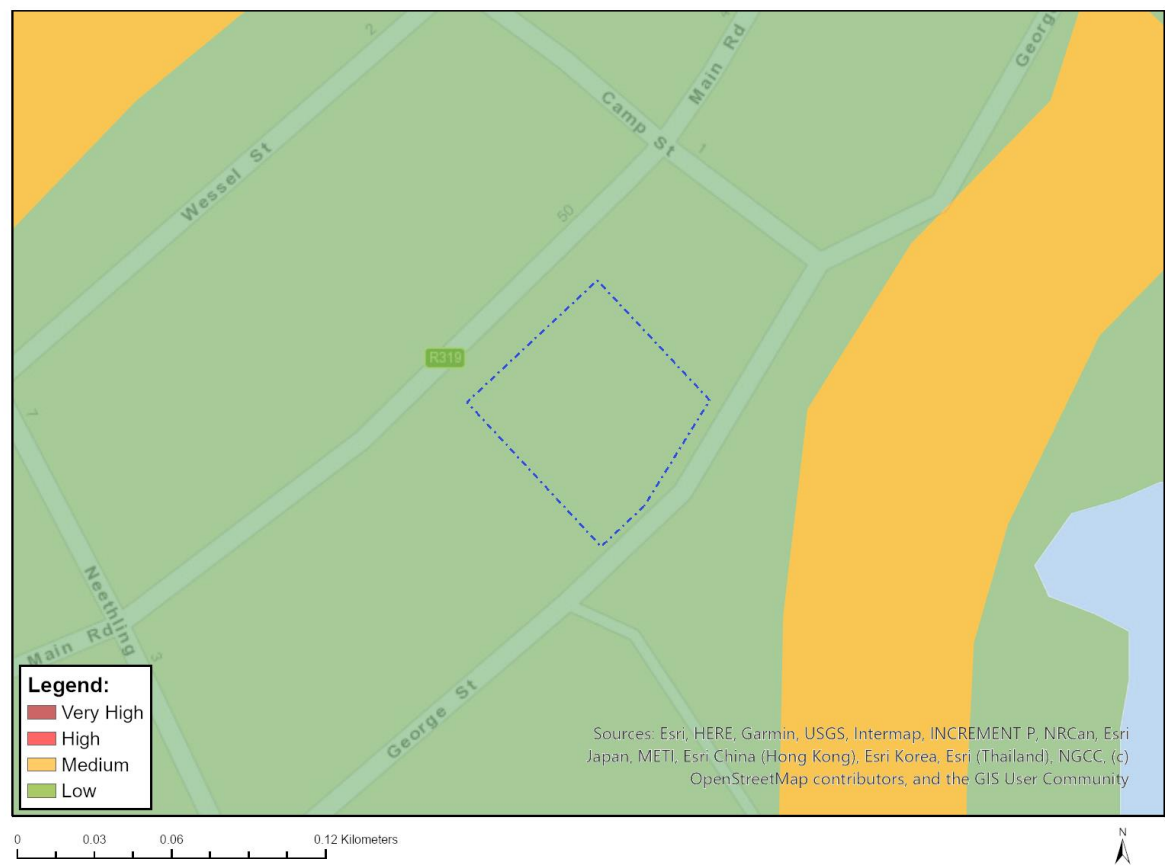 2
Wessel St
Camp St
1
Main Rd
George
50
R319
7
Neethling
3
Main Rd
George St
Legend:
Very High
High
Medium
Low
Sources: Esri, HERE, Garmin, USGS, Intermap, INCREMENT P, NRCan, Esri
Japan, METI, Esri China (Hong Kong), Esri Korea, Esri (Thailand), NGCC, (c)
OpenStreetMap contributors, and the GIS User Community
0 0.03 0.06 0.12 Kilometers
N